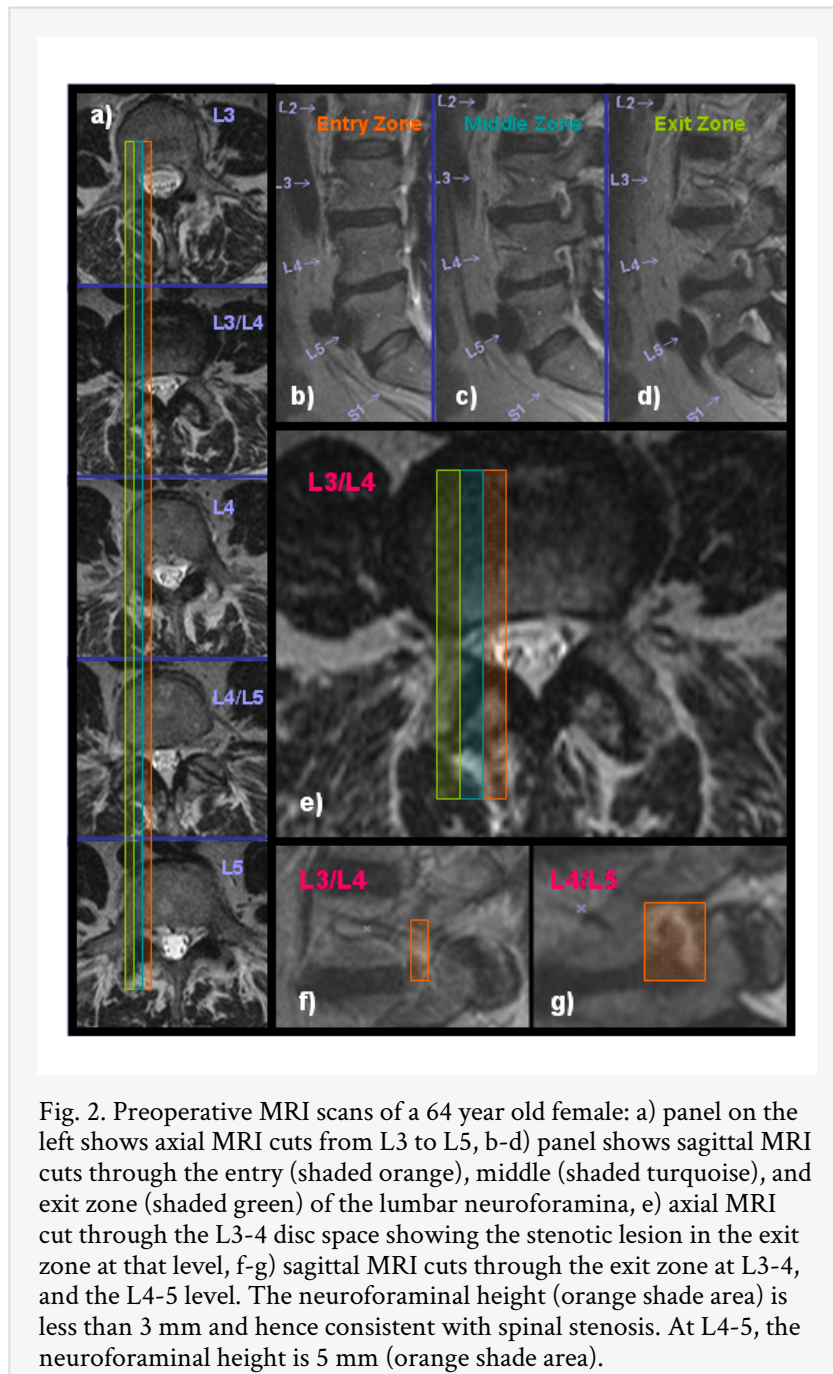 a)
L3
L3/L4
L4
L4/L5
L5
L2→
Entry Zone
L3→
L4→
L5→
S1→
b)
L2→
Middle Zone
L3→
L4→
L5→
S1→
c)
L2→
Exit Zone
L3→
L4→
L5→
S1→
d)
L3/L4
e)
L3/L4
f)
L4/L5
g)
Fig. 2. Preoperative MRI scans of a 64 year old female: a) panel on the
left shows axial MRI cuts from L3 to L5, b-d) panel shows sagittal MRI
cuts through the entry (shaded orange), middle (shaded turquoise), and
exit zone (shaded green) of the lumbar neuroforamina, e) axial MRI
cut through the L3-4 disc space showing the stenotic lesion in the exit
zone at that level, f-g) sagittal MRI cuts through the exit zone at L3-4,
and the L4-5 level. The neuroforaminal height (orange shade area) is
less than 3 mm and hence consistent with spinal stenosis. At L4-5, the
neuroforaminal height is 5 mm (orange shade area).